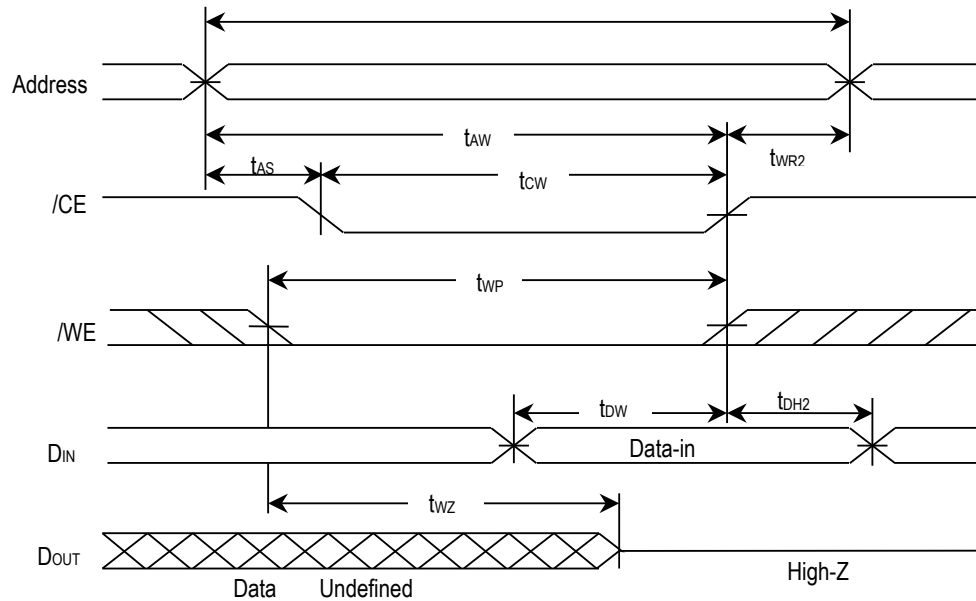 Address
tAW
tWR2
tAS
tCW
/CE
tWP
/WE
tDW
tDH2
DIN
Data-in
tWZ
DOUT
High-Z
Data Undefined